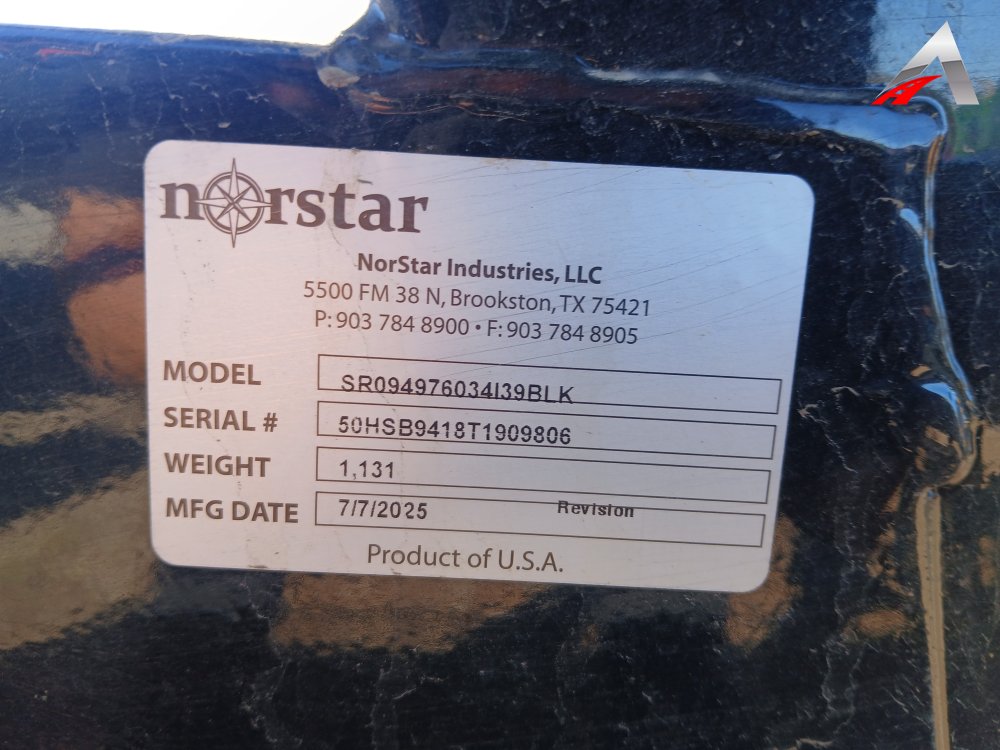 norstar
NorStar Industries, LLC
5500 FM 38 N, Brookston, TX 75421
P: 903 784 8900 • F: 903 784 8905
MODEL SR094976034I39BLK
SERIAL # 50HSB9418T1909806
WEIGHT 1,131
MFG DATE 7/7/2025 Revision
Product of U.S.A.